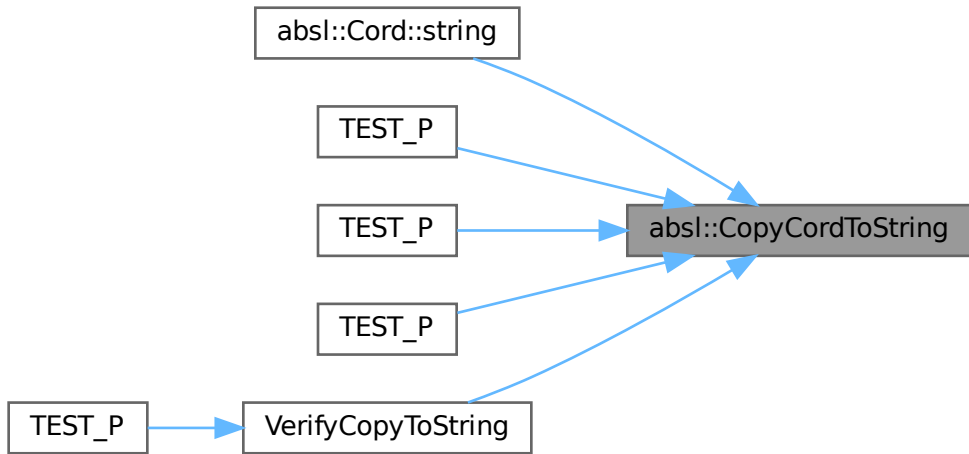 absl::Cord::string
TEST_P
TEST_P
absl::CopyCordToString
TEST_P
TEST_P
VerifyCopyToString